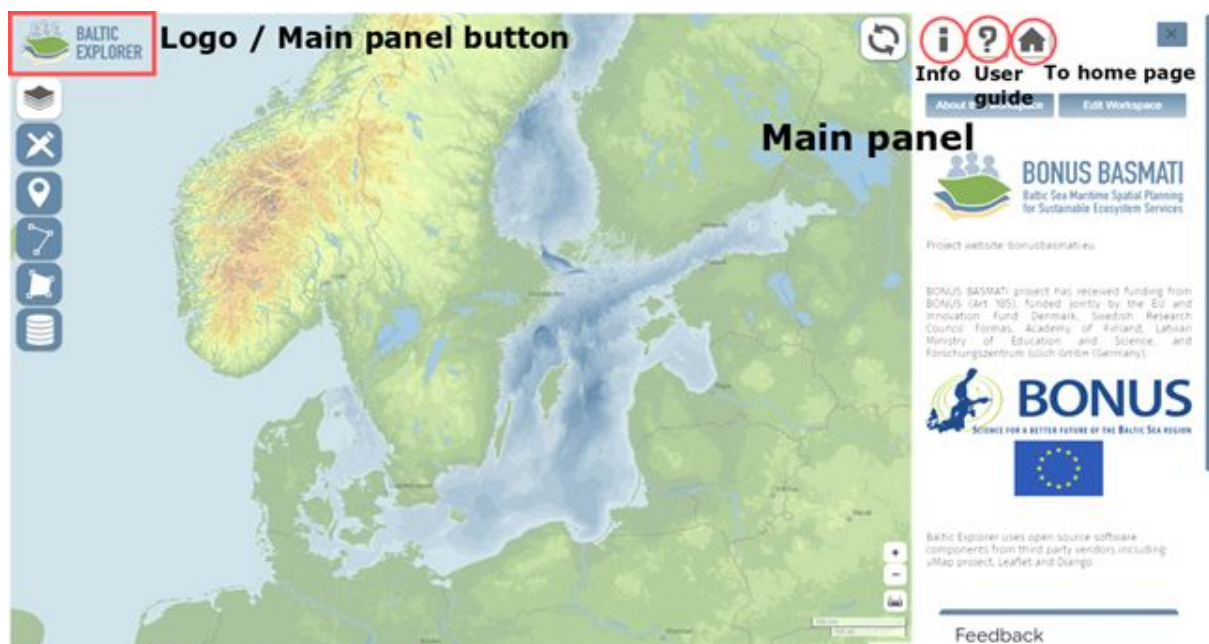 BALTIC
EXPLORER
Logo / Main panel button
Info User guide To home page
About Workspace
Edit Workspace
Main panel
BONUS BASMATI
Baltic Sea Maritime Spatial Planning
for Sustainable Ecosystem Services
Project website: bonusbasmati.eu
BONUS BASMATI project has received funding from
BONUS (Art 185), funded jointly by the EU and
Innovation Fund Denmark, Swedish Research
Council Formas, Academy of Finland, Latvian
Ministry of Education and Science, and
Forschungszentrum Jülich GmbH (Germany).
BONUS
SCIENCE FOR A BETTER FUTURE OF THE BALTIC SEA REGION
Baltic Explorer uses open source software
components from third party vendors including
uMap project, Leaflet and Django
Feedback